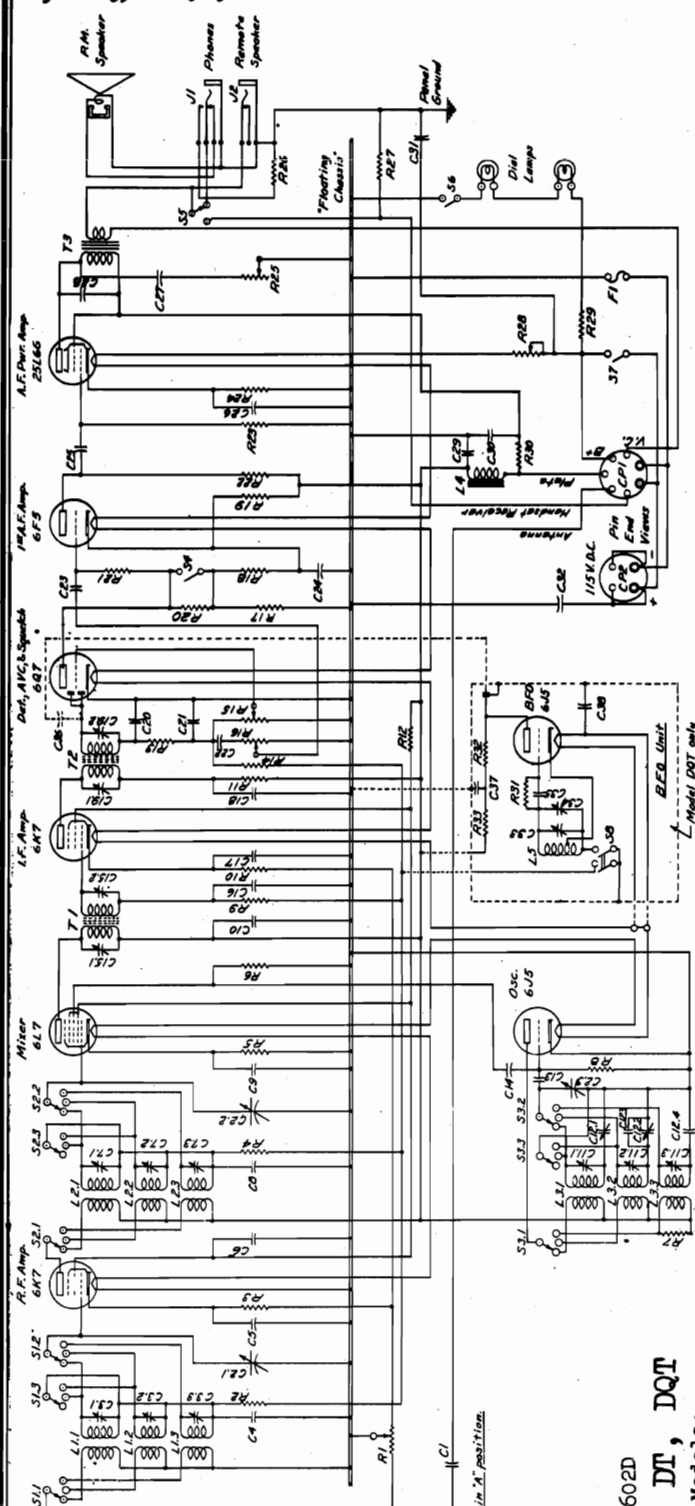 P.M. Speaker
Phones
Remote Speaker
J1
J2
R26
Panel Ground
C31
R27
"Floating Chassis"
S5
S6
Dial Lamps
T3
C28
C27
R25
F1
R28
R29
S7
A.F. Pwr. Amp.
25L6G
R24
C26
R23
C25
C29
C30
R30
L4
Plate
B+
V.C.
CP1
Handset Receiver
Antenna
1st A.F. Amp.
6F5
R22
R19
R21
S4
R18
C24
C23
R20
R17
Pin End Views
115 V.D.C.
CP2
+
-
C32
Det., AVC, & Squelch
6Q7
C36
C19.2
T2
C19.1
C20
C21
R13
R15
R16
C22
R14
R11
C18
R12
I.F. Amp.
6K7
C17
R10
C16
R9
C10
C15.2
T1
C15.1
BFO
6J5
C38
R32
C37
R33
R31
C35
C34
C33
L5
S8
B.F.O. Unit
Model DQT only
Mixer
6L7
R6
R5
C9
C2.2
R4
C8
S2.2
S2.3
S2.1
C7.1
C7.2
C7.3
L2.1
L2.2
L2.3
C6
Osc.
6J5
C14
C13
C2.3
R8
S3.2
S3.3
S3.1
C12.1
C12.3
C12.2
C12.4
C11.1
C11.2
C11.3
L3.1
L3.2
L3.3
R7
R.F. Amp.
6K7
R3
C5
C2.1
R2
C4
S1.2
S1.3
S1.1
C3.1
C3.2
C3.3
L1.1
L1.2
L1.3
R1
C1
in "A" position.
602D
DT, DQT